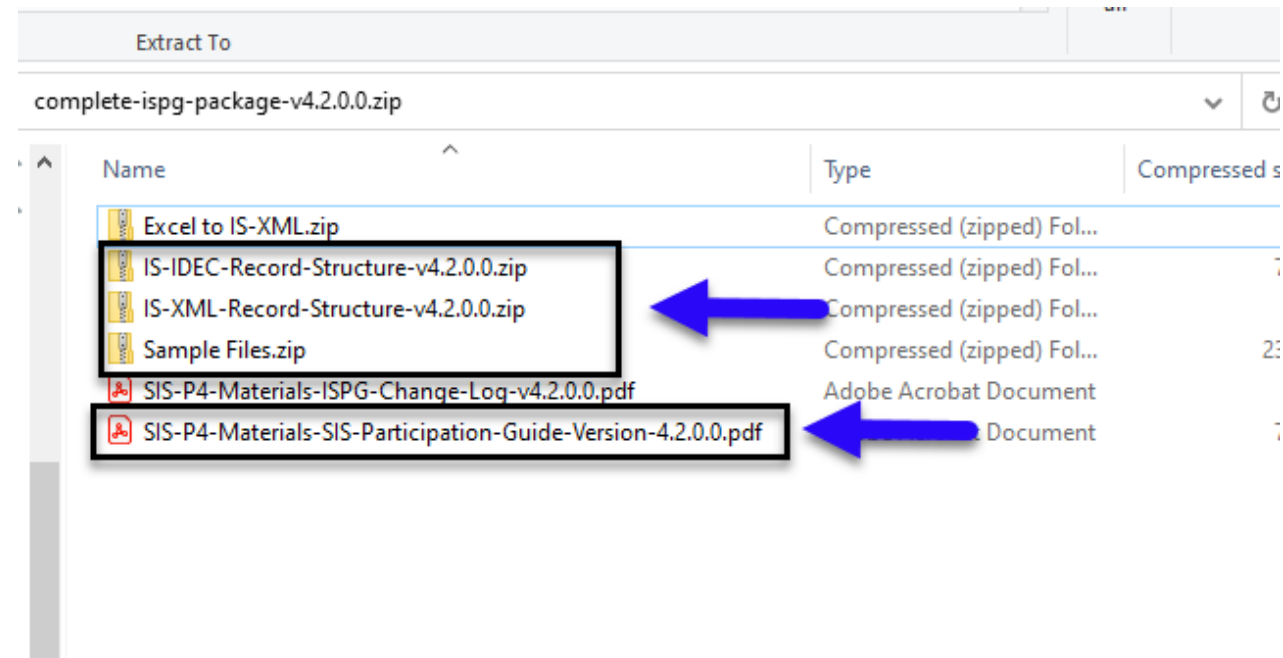 Extract To
complete-ispg-package-v4.2.0.0.zip
Name Type Compressed s
Excel to IS-XML.zip Compressed (zipped) Fol...
IS-IDEC-Record-Structure-v4.2.0.0.zip Compressed (zipped) Fol... 7
IS-XML-Record-Structure-v4.2.0.0.zip Compressed (zipped) Fol...
Sample Files.zip Compressed (zipped) Fol... 23
SIS-P4-Materials-ISPG-Change-Log-v4.2.0.0.pdf Adobe Acrobat Document
SIS-P4-Materials-SIS-Participation-Guide-Version-4.2.0.0.pdf Document 7